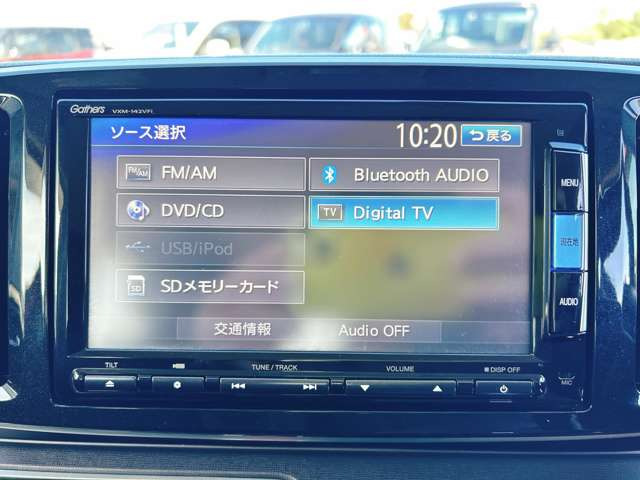 Gathers
VXM-142VFi
ソース選択
10:20
戻る
FM/AM
FM/AM
Bluetooth AUDIO
DVD/CD
TV
Digital TV
USB/iPod
SD
SDメモリーカード
交通情報
Audio OFF
MENU
現在地
AUDIO
TILT
TUNE / TRACK
VOLUME
DISP OFF
MIC